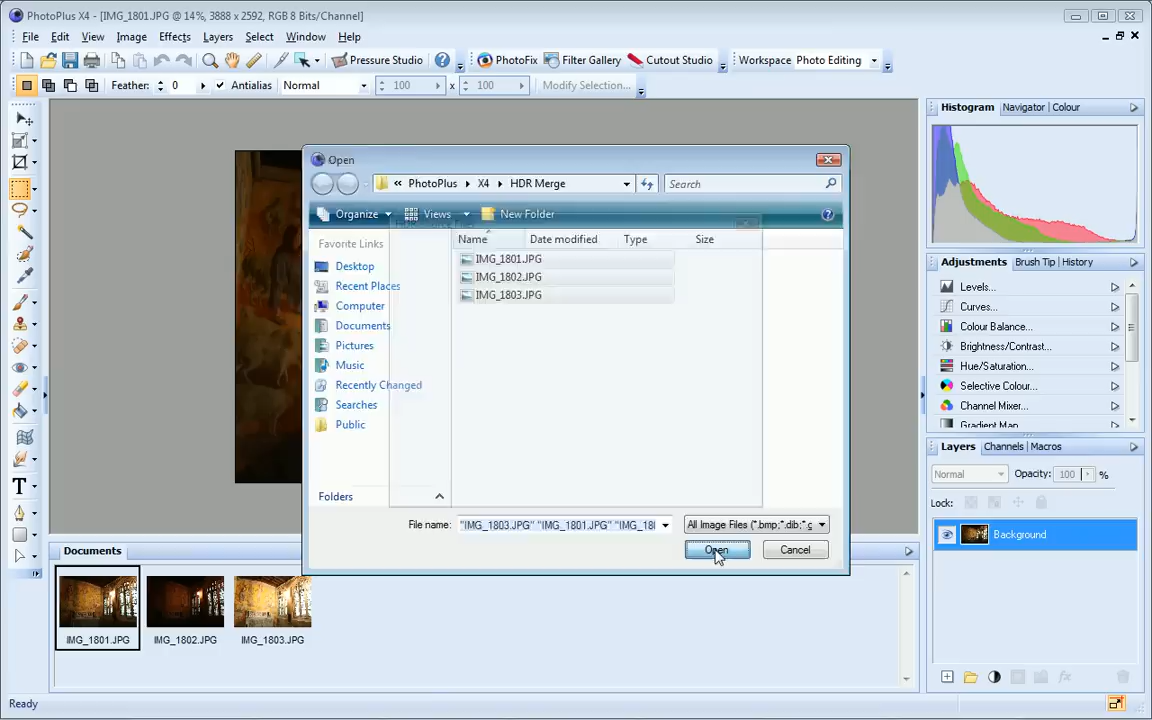 PhotoPlus X4 - [IMG_1801.JPG @ 14%, 3888 x 2592, RGB 8 Bits/Channel]
File Edit View Image Effects Layers Select Window Help
Pressure Studio PhotoFix Filter Gallery Cutout Studio Workspace Photo Editing
Feather: 0 Antialias Normal 100 x 100 Modify Selection...
Histogram Navigator | Colour
Open
« PhotoPlus X4 HDR Merge Search
Organize Views New Folder
Favorite Links
Desktop
Recent Places
Computer
Documents
Pictures
Music
Recently Changed
Searches
Public
Folders
Name Date modified Type Size
IMG_1801.JPG
IMG_1802.JPG
IMG_1803.JPG
File name: "IMG_1803.JPG" "IMG_1801.JPG" "IMG_18 All Image Files (*.bmp;*.dib;*.g
Open Cancel
Adjustments Brush Tip | History
Levels...
Curves...
Colour Balance...
Brightness/Contrast...
Hue/Saturation...
Selective Colour...
Channel Mixer...
Gradient Map
Layers Channels | Macros
Normal Opacity: 100 %
Lock:
Background
Documents
IMG_1801.JPG IMG_1802.JPG IMG_1803.JPG
Ready